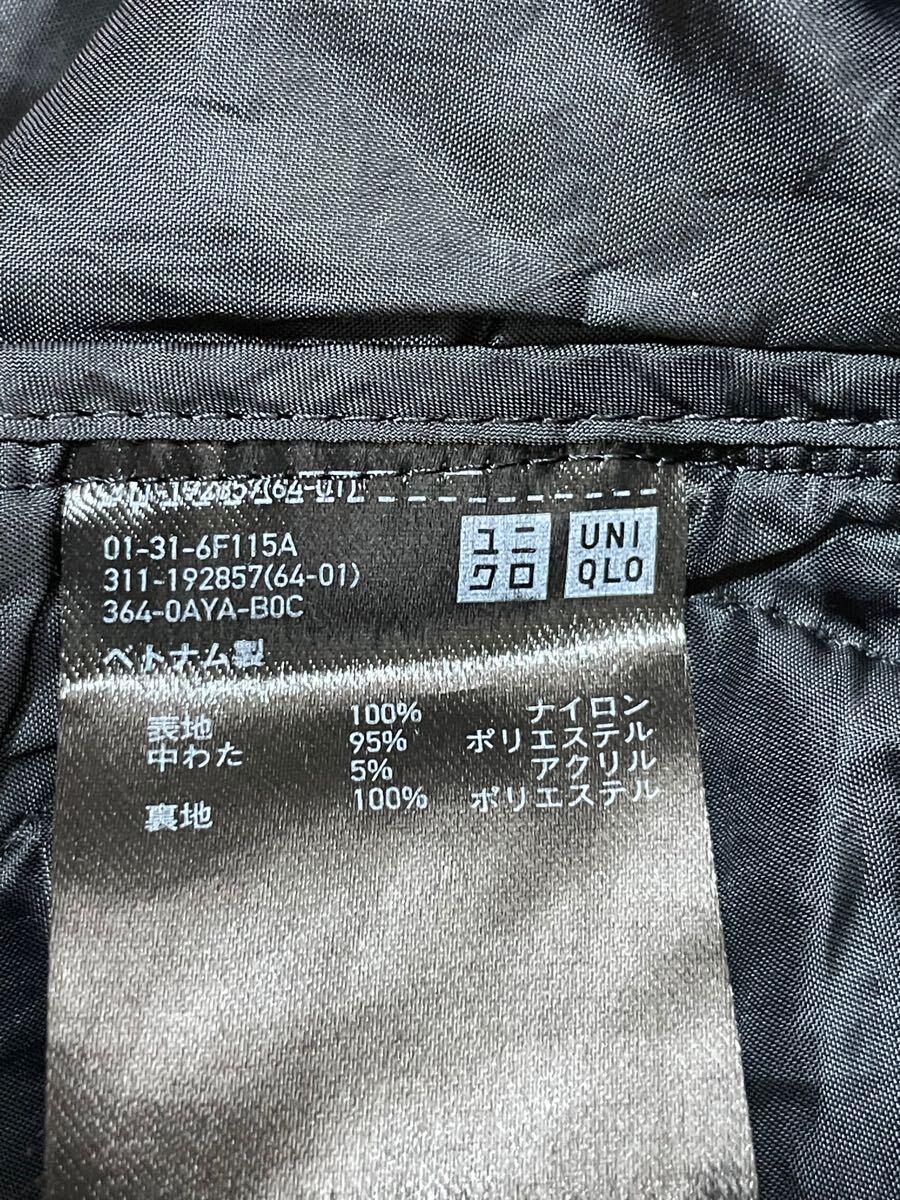 01-31-6F115A
311-192857(64-01)
364-0AYA-B0C
ユニ
クロ
UNI
QLO
ベトナム製
表地 100% ナイロン
中わた 95% ポリエステル
5% アクリル
裏地 100% ポリエステル